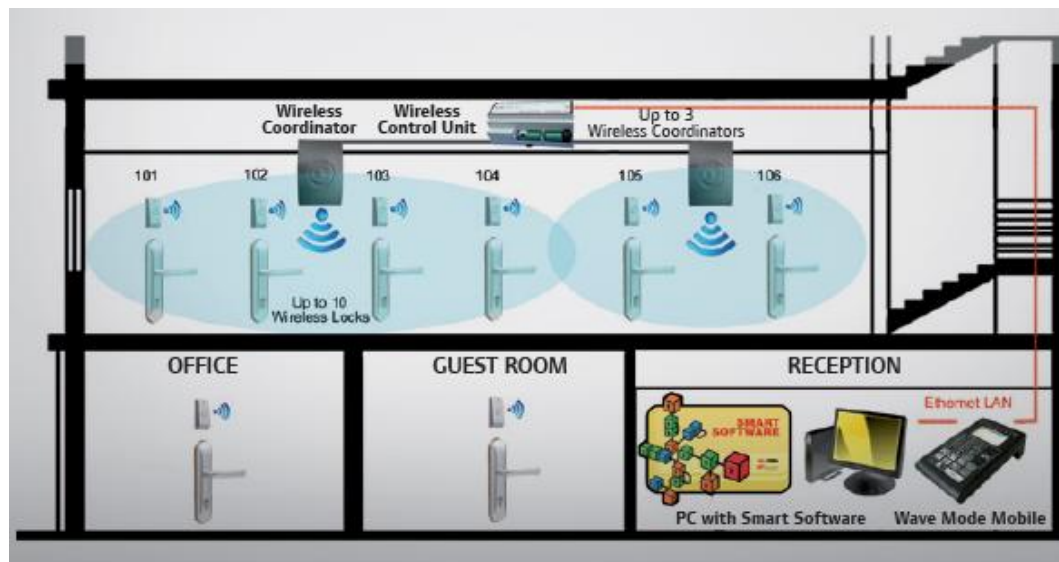 Wireless
Coordinator
Wireless
Control Unit
Up to 3
Wireless Coordinators
101
102
103
104
105
106
Up to 10
Wireless Locks
OFFICE
GUEST ROOM
RECEPTION
SMART
SOFTWARE
Ethernet LAN
PC with Smart Software
Wave Mode Mobile